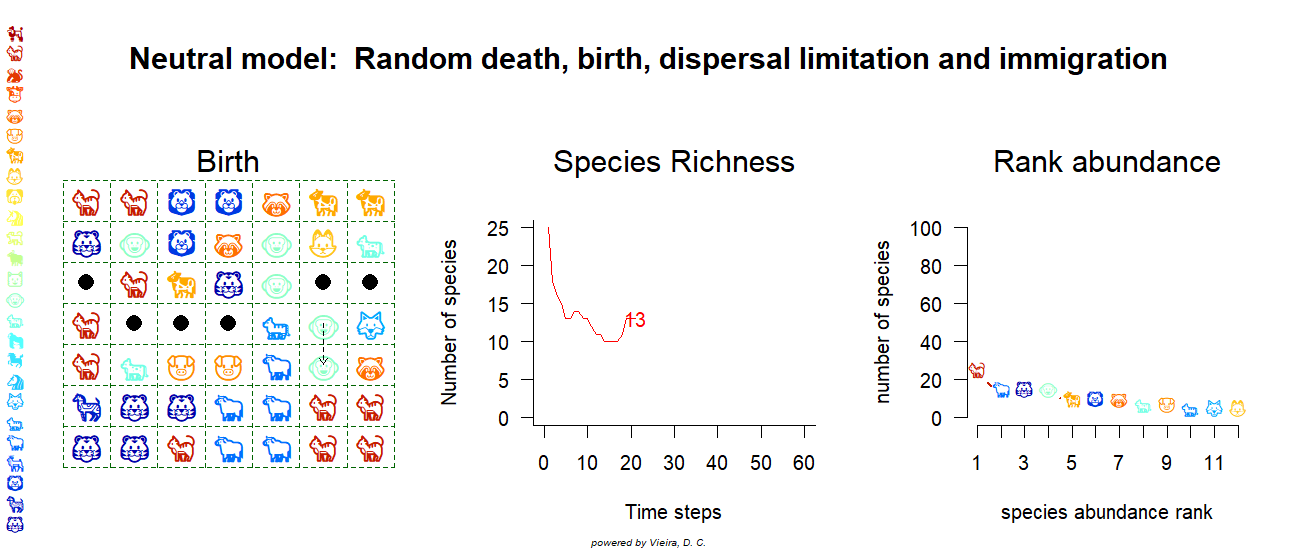 Neutral model:  Random death, birth, dispersal limitation and immigration
Birth
Species Richness
Number of species
25
20
15
10
5
0
13
0 10 20 30 40 50 60
Time steps
Rank abundance
number of species
100
80
60
40
20
0
1 3 5 7 9 11
species abundance rank
powered by Vieira, D. C.